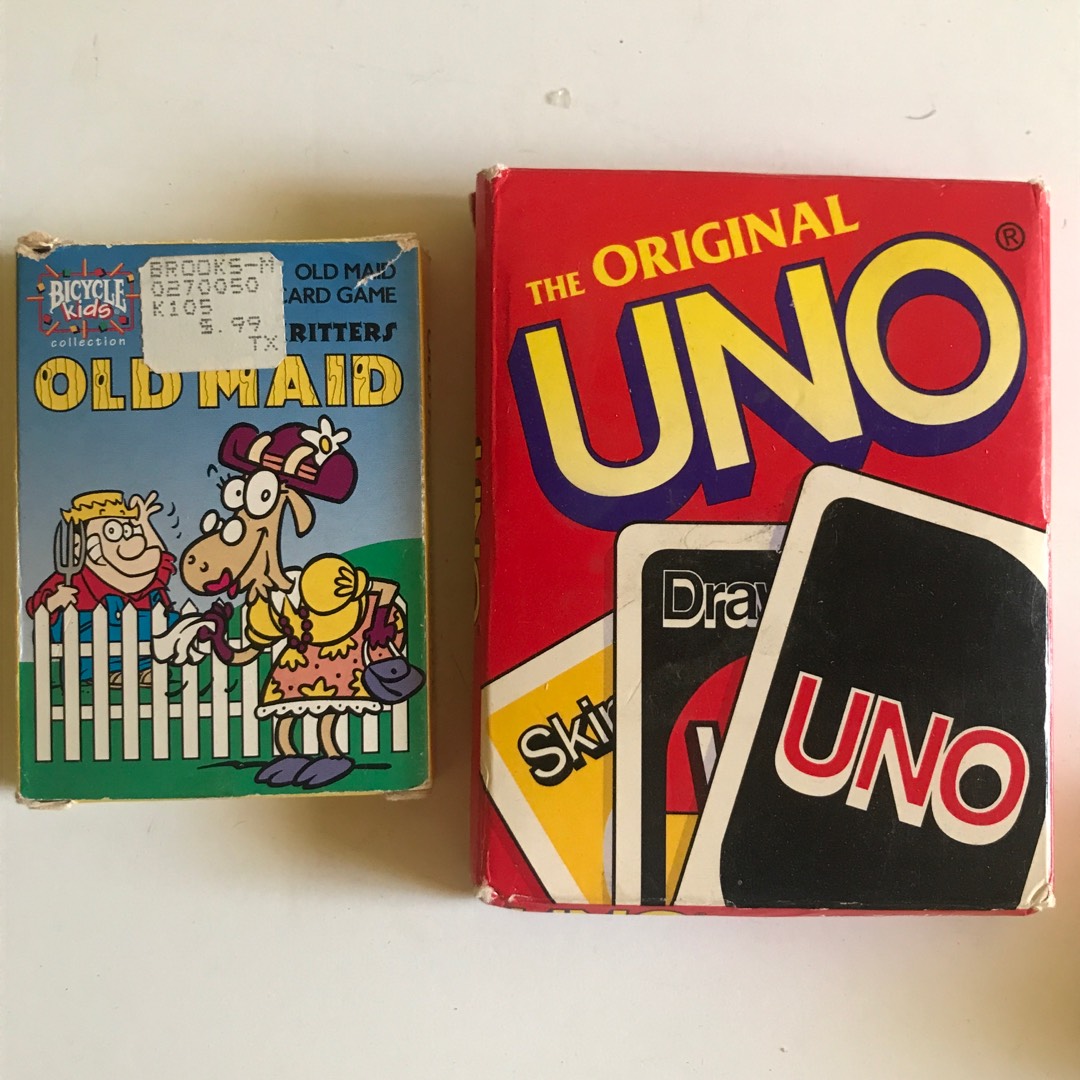 BICYCLE
kids
collection
BROOKS-M
0270050
K105
$.99
TX
OLD MAID
CARD GAME
RITTERS
OLD MAID
THE ORIGINAL
UNO®
Skip
Draw
W
UNO